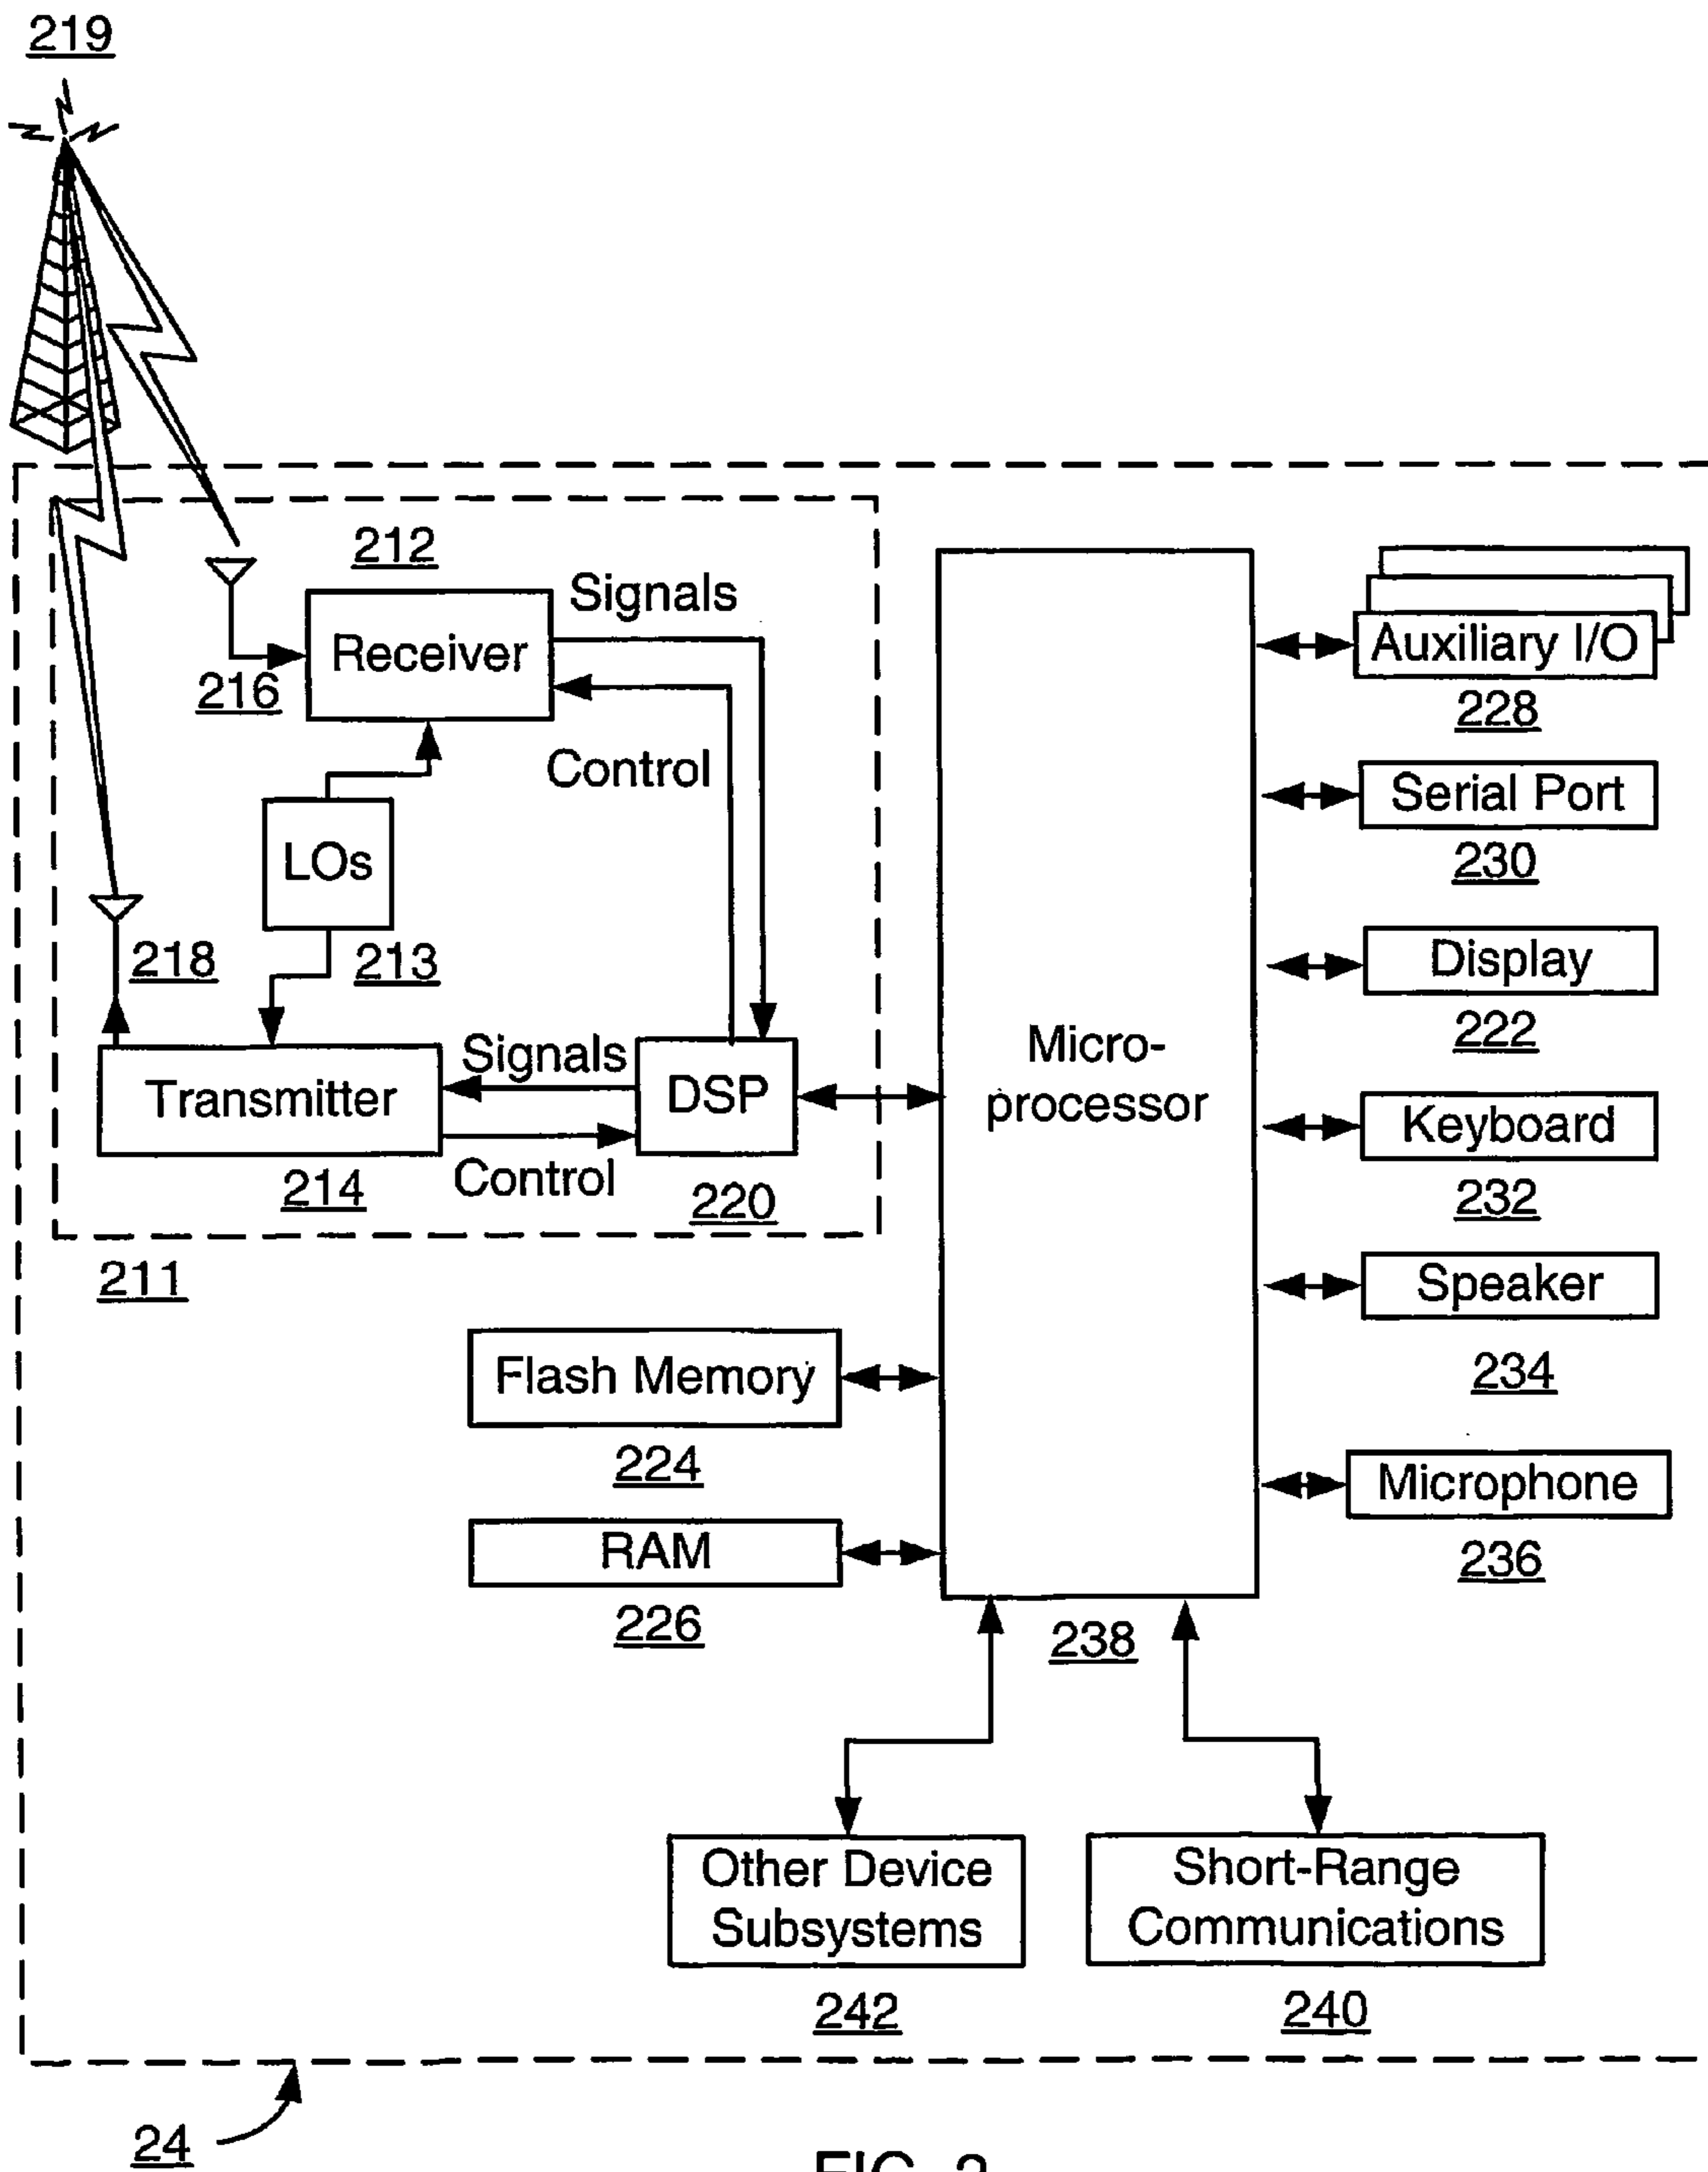 219
212
Signals
Receiver
216
Control
LOs
218
213
Signals
Transmitter
DSP
214
Control
220
211
Micro-
processor
238
Auxiliary I/O
228
Serial Port
230
Display
222
Keyboard
232
Speaker
234
Microphone
236
Flash Memory
224
RAM
226
Other Device
Subsystems
242
Short-Range
Communications
240
24
FIG. 2